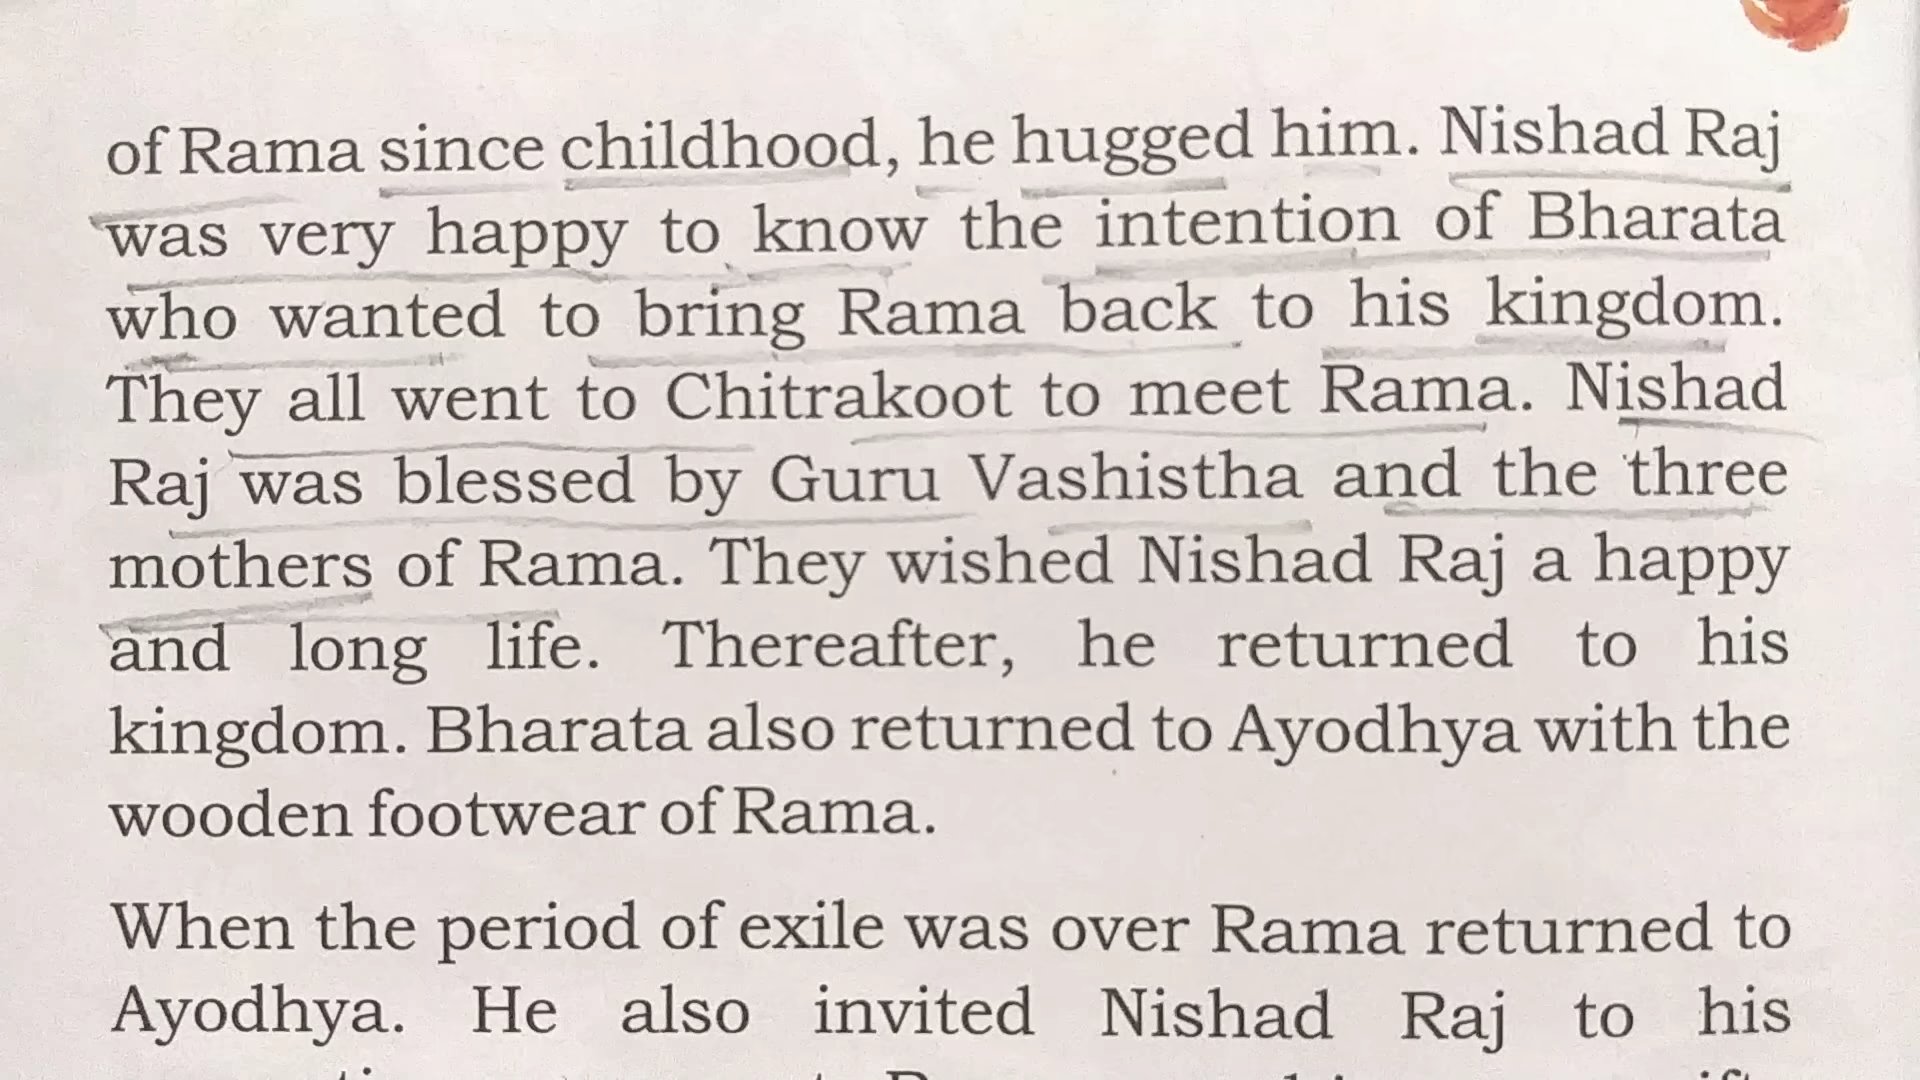 of Rama since childhood, he hugged him. Nishad Raj
was very happy to know the intention of Bharata
who wanted to bring Rama back to his kingdom.
They all went to Chitrakoot to meet Rama. Nishad
Raj was blessed by Guru Vashistha and the three
mothers of Rama. They wished Nishad Raj a happy
and long life. Thereafter, he returned to his
kingdom. Bharata also returned to Ayodhya with the
wooden footwear of Rama.
When the period of exile was over Rama returned to
Ayodhya. He also invited Nishad Raj to his